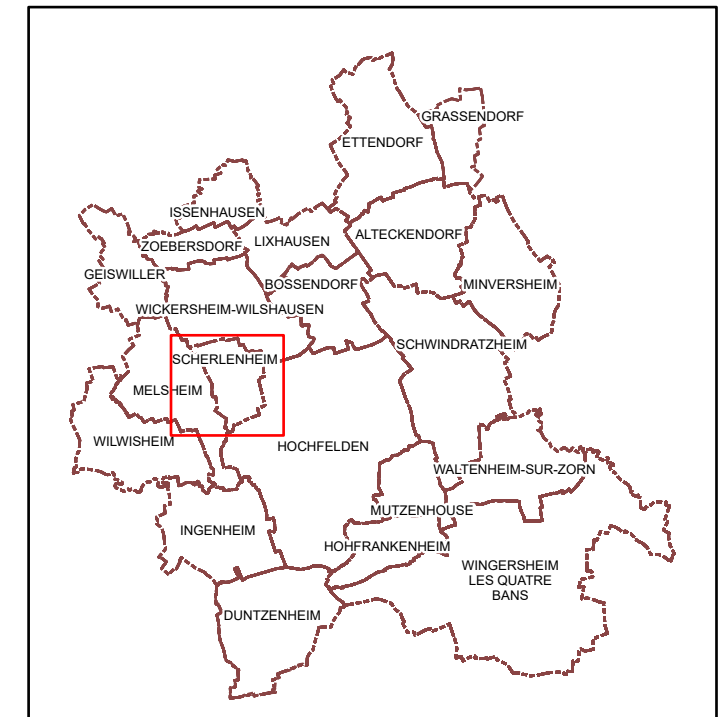 GRASSENDORF
ETTENDORF
ISSENHAUSEN
ALTECKENDORF
ZOEBERSDORF
LIXHAUSEN
GEISWILLER
BOSSENDORF
MINVERSHEIM
WICKERSHEIM-WILSHAUSEN
SCHWINDRATZHEIM
SCHERLENHEIM
MELSHEIM
WILWISHEIM
HOCHFELDEN
WALTENHEIM-SUR-ZORN
MUTZENHOUSE
INGENHEIM
HOHFRANKENHEIM
WINGERSHEIM
LES QUATRE
BANS
DUNTZENHEIM